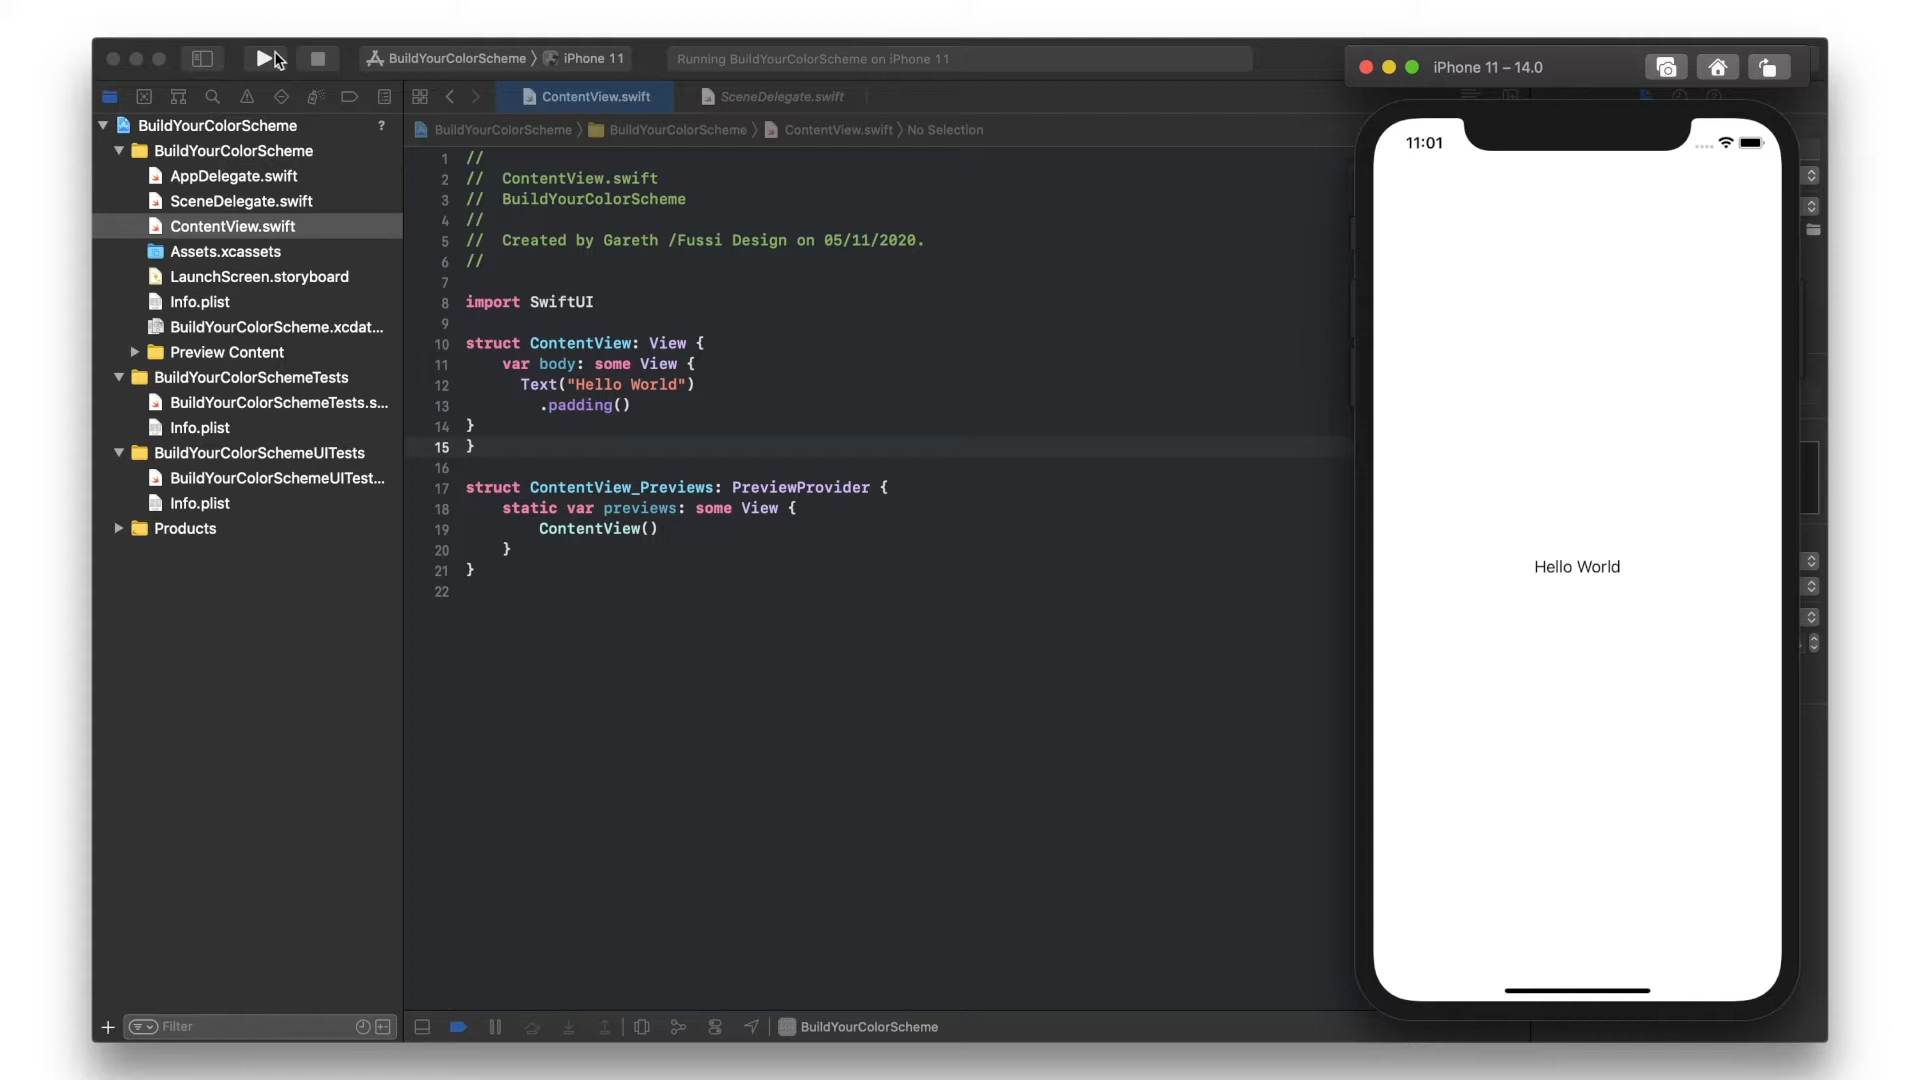 BuildYourColorScheme 〉 iPhone 11
Running BuildYourColorScheme on iPhone 11
iPhone 11 – 14.0
ContentView.swift
SceneDelegate.swift
BuildYourColorScheme 〉 BuildYourColorScheme 〉 ContentView.swift 〉 No Selection
BuildYourColorScheme ?
BuildYourColorScheme
AppDelegate.swift
SceneDelegate.swift
ContentView.swift
Assets.xcassets
LaunchScreen.storyboard
Info.plist
BuildYourColorScheme.xcdat...
Preview Content
BuildYourColorSchemeTests
BuildYourColorSchemeTests.s...
Info.plist
BuildYourColorSchemeUITests
BuildYourColorSchemeUITest...
Info.plist
Products
Filter
1 //
2 // ContentView.swift
3 // BuildYourColorScheme
4 //
5 // Created by Gareth /Fussi Design on 05/11/2020.
6 //
7
8 import SwiftUI
9
10 struct ContentView: View {
11 var body: some View {
12 Text("Hello World")
13 .padding()
14 }
15 }
16
17 struct ContentView_Previews: PreviewProvider {
18 static var previews: some View {
19 ContentView()
20 }
21 }
22
BuildYourColorScheme
11:01
Hello World